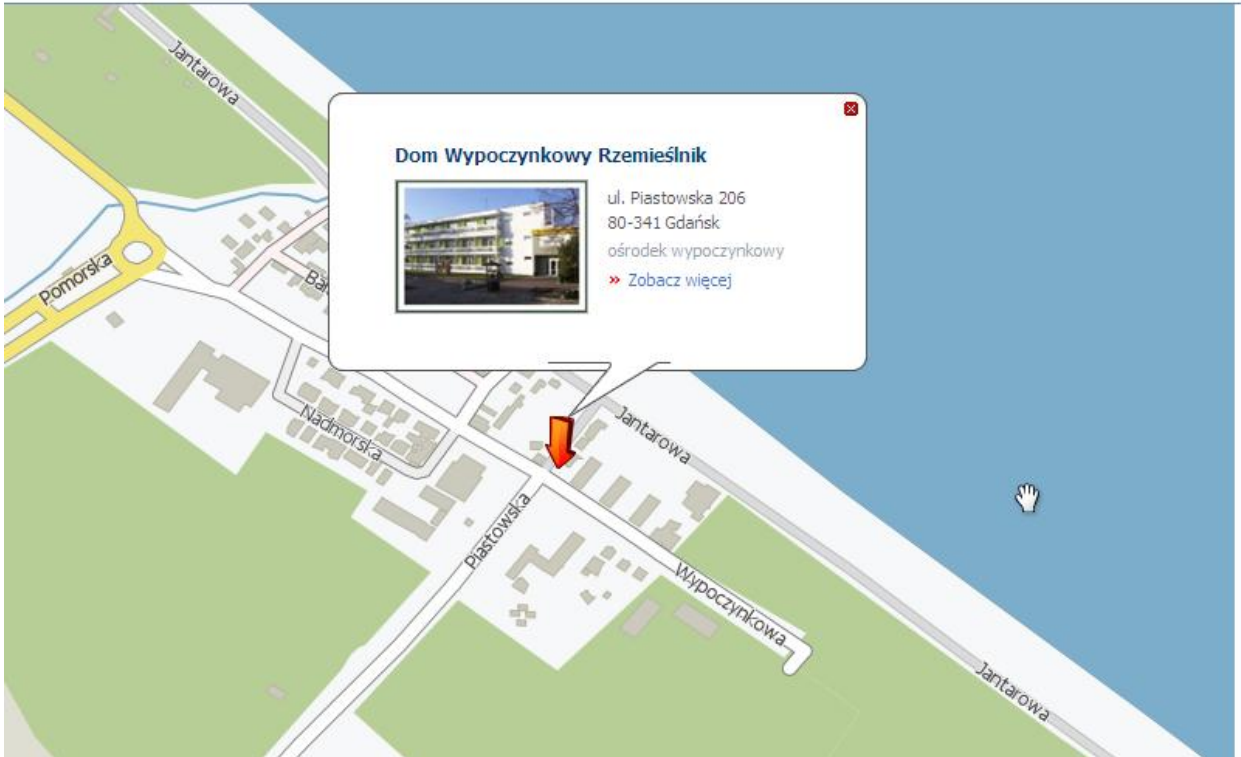 Jantarowa
Dom Wypoczynkowy Rzemieślnik
ul. Piastowska 206
80-341 Gdańsk
ośrodek wypoczynkowy
» Zobacz więcej
Pomorska
Nadmorska
Jantarowa
Piastowska
Wypoczynkowa
Jantarowa